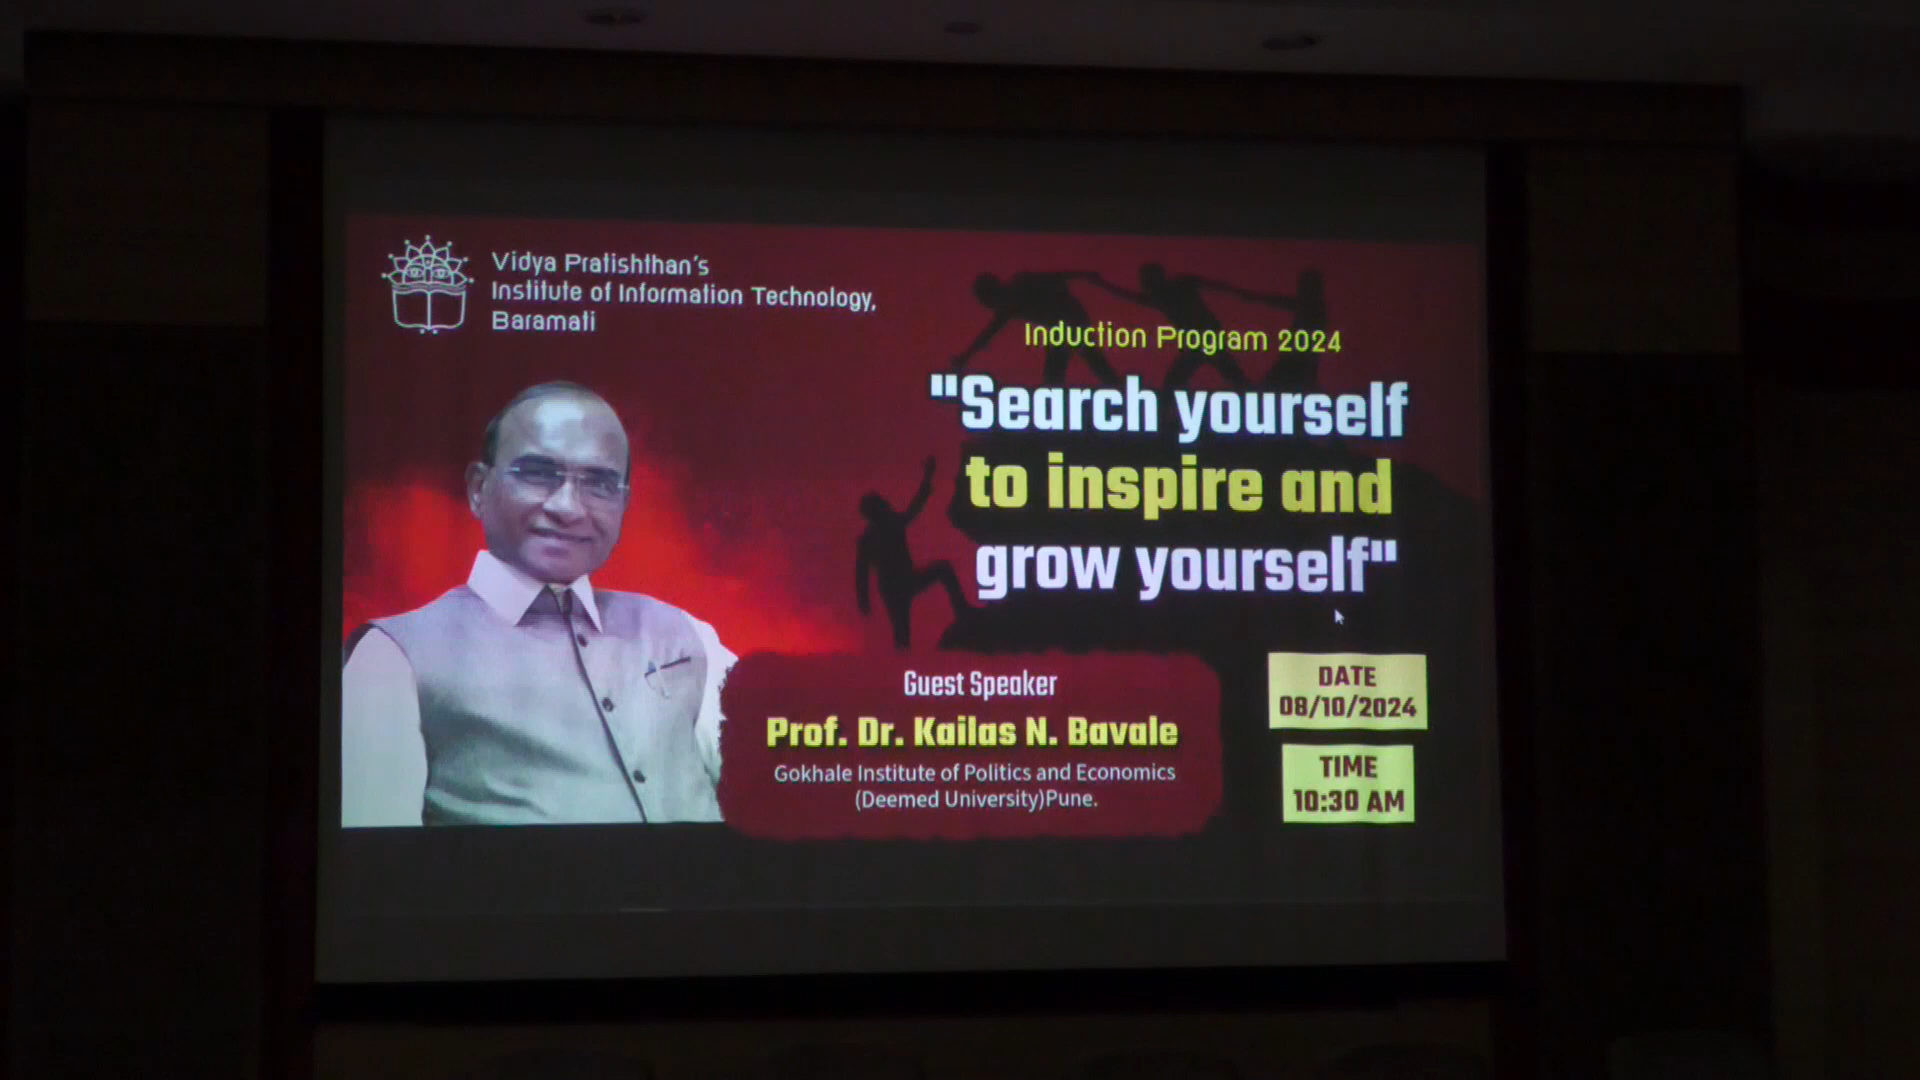 Vidya Pratishthan's
Institute of Information Technology,
Baramati
Induction Program 2024
"Search yourself
to inspire and
grow yourself"
Guest Speaker
Prof. Dr. Kailas N. Bavale
Gokhale Institute of Politics and Economics
(Deemed University)Pune.
DATE
08/10/2024
TIME
10:30 AM